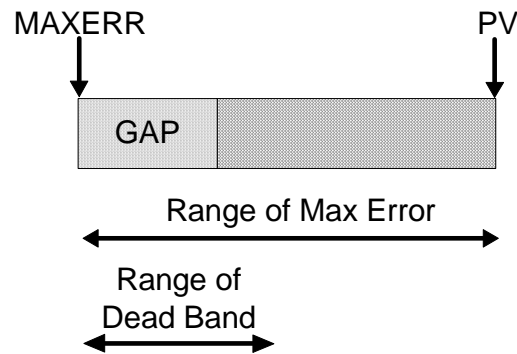 MAXERR PV
GAP
Range of Max Error
Range of
Dead Band